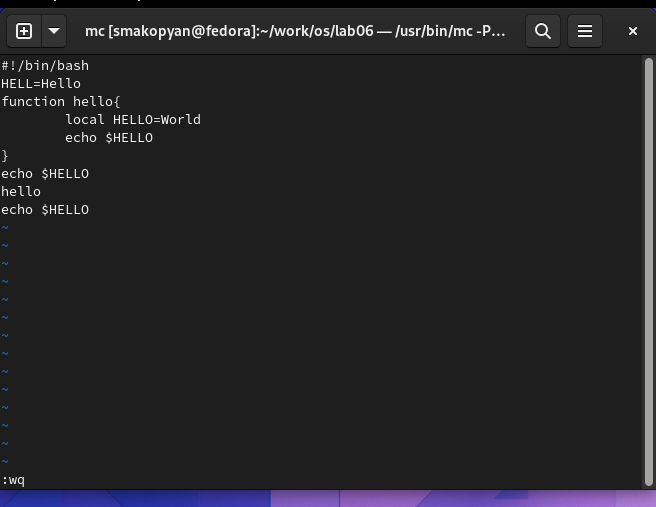 mc [smakopyan@fedora]:~/work/os/lab06 — /usr/bin/mc -P...
#!/bin/bash
HELL=Hello
function hello{
        local HELLO=World
        echo $HELLO
}
echo $HELLO
hello
echo $HELLO
~
~
~
~
~
~
~
~
~
~
~
~
~
~
:wq